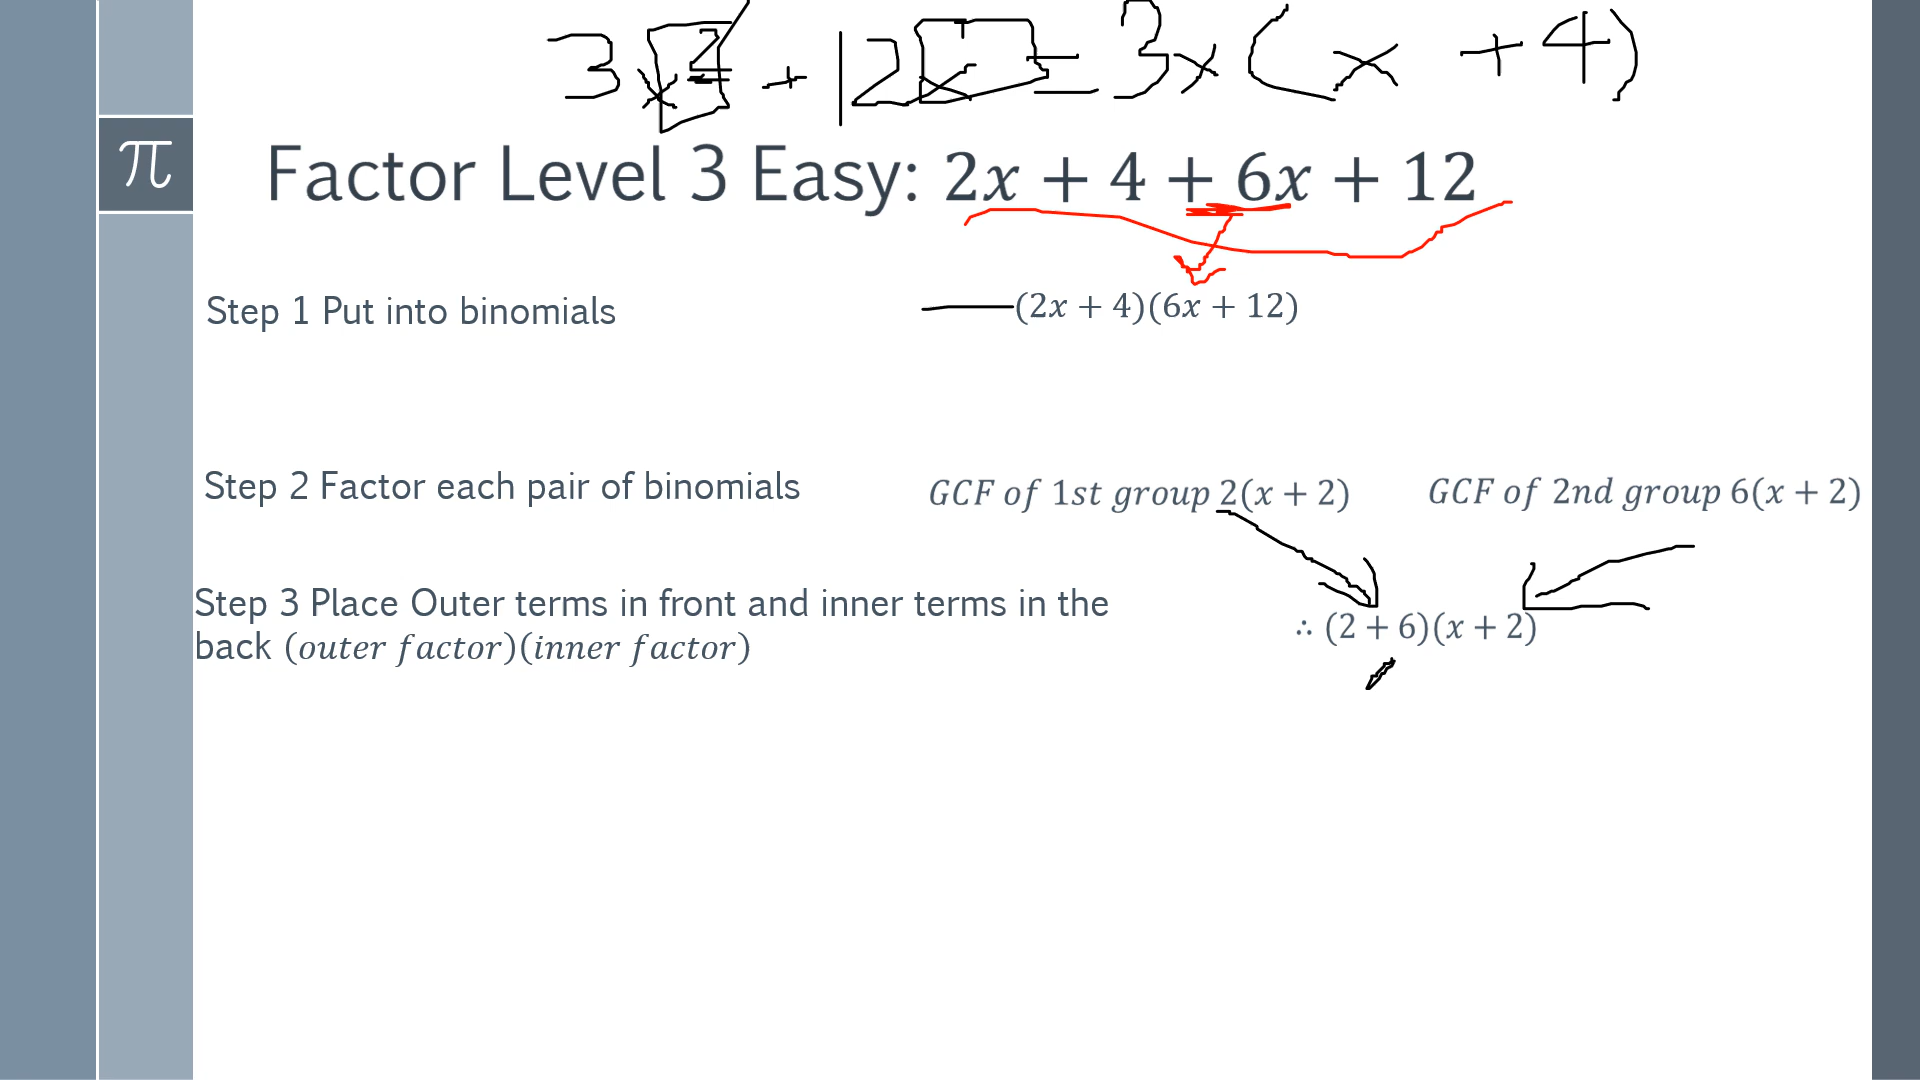 3x² + 12x = 3x(x + 4)
π
Factor Level 3 Easy: 2x + 4 + 6x + 12
Step 1 Put into binomials
(2x + 4)(6x + 12)
Step 2 Factor each pair of binomials
GCF of 1st group 2(x + 2)
GCF of 2nd group 6(x + 2)
Step 3 Place Outer terms in front and inner terms in the
back (outer factor)(inner factor)
∴ (2 + 6)(x + 2)